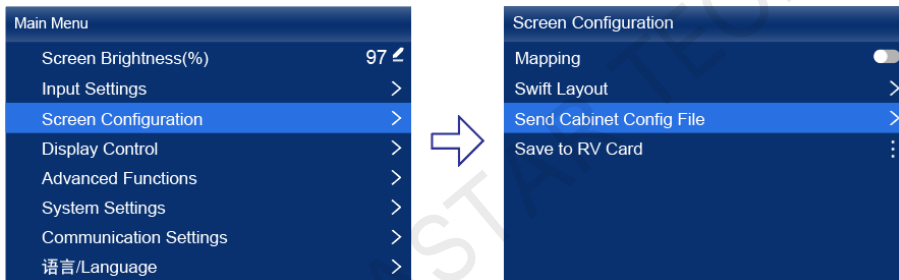 Main Menu
Screen Brightness(%) 97
Input Settings
Screen Configuration
Display Control
Advanced Functions
System Settings
Communication Settings
语言/Language
Screen Configuration
Mapping
Swift Layout
Send Cabinet Config File
Save to RV Card